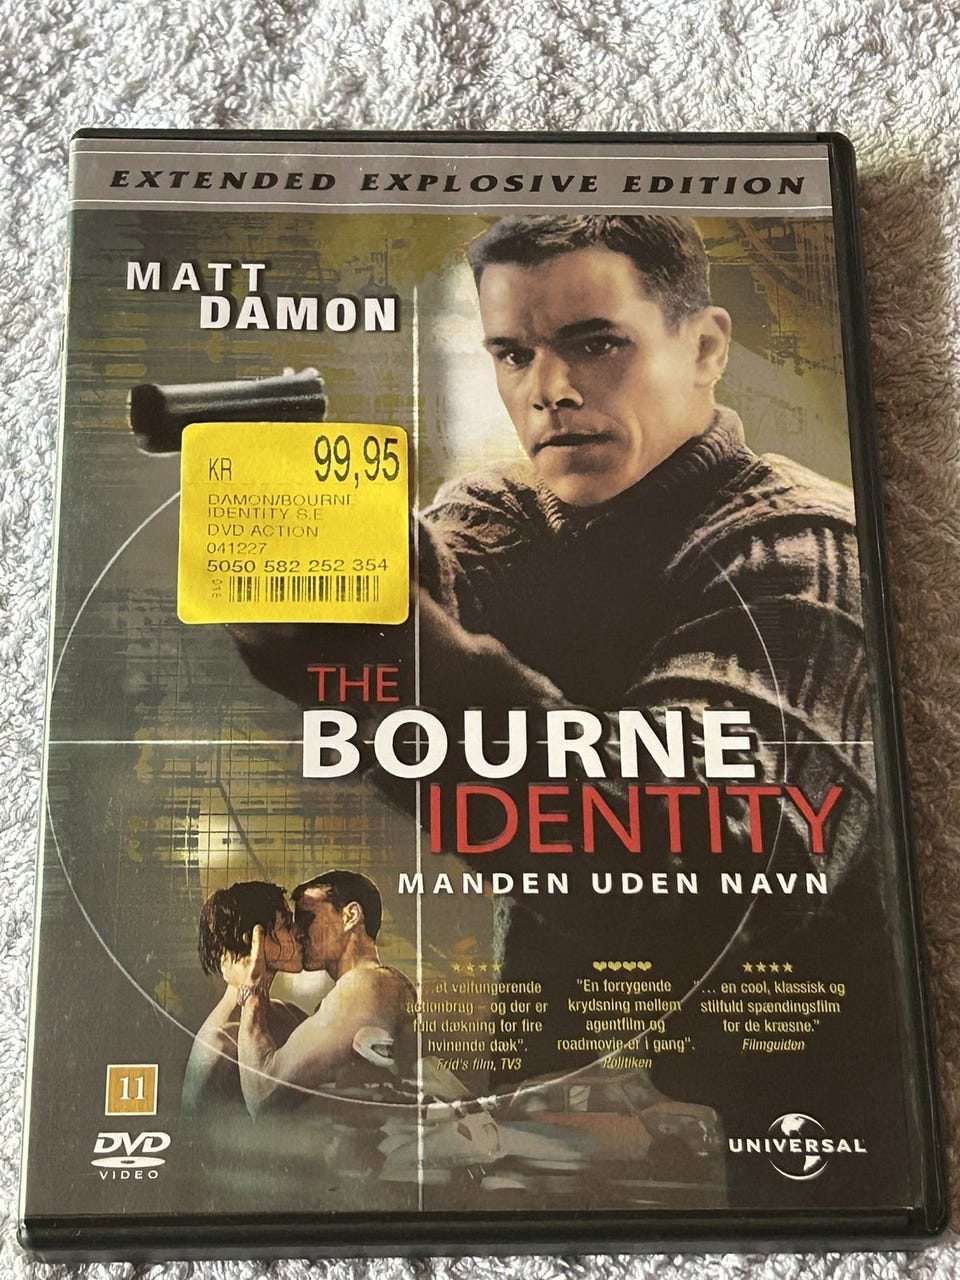 EXTENDED EXPLOSIVE EDITION
MATT
DAMON
KR 99,95
DAMON/BOURNE
IDENTITY S.E
DVD ACTION
041227
5050 582 252 354
THE
BOURNE
IDENTITY
MANDEN UDEN NAVN
...et velfungerende
actionbrag – og der er
fuld dækning for fire
hvinende dæk".
Frid's film, TV3
"En forrygende
krydsning mellem
agentfilm og
roadmovie er i gang".
Politiken
"... en cool, klassisk og
stilfuld spændingsfilm
for de kræsne."
Filmguiden
11
DVD
VIDEO
UNIVERSAL